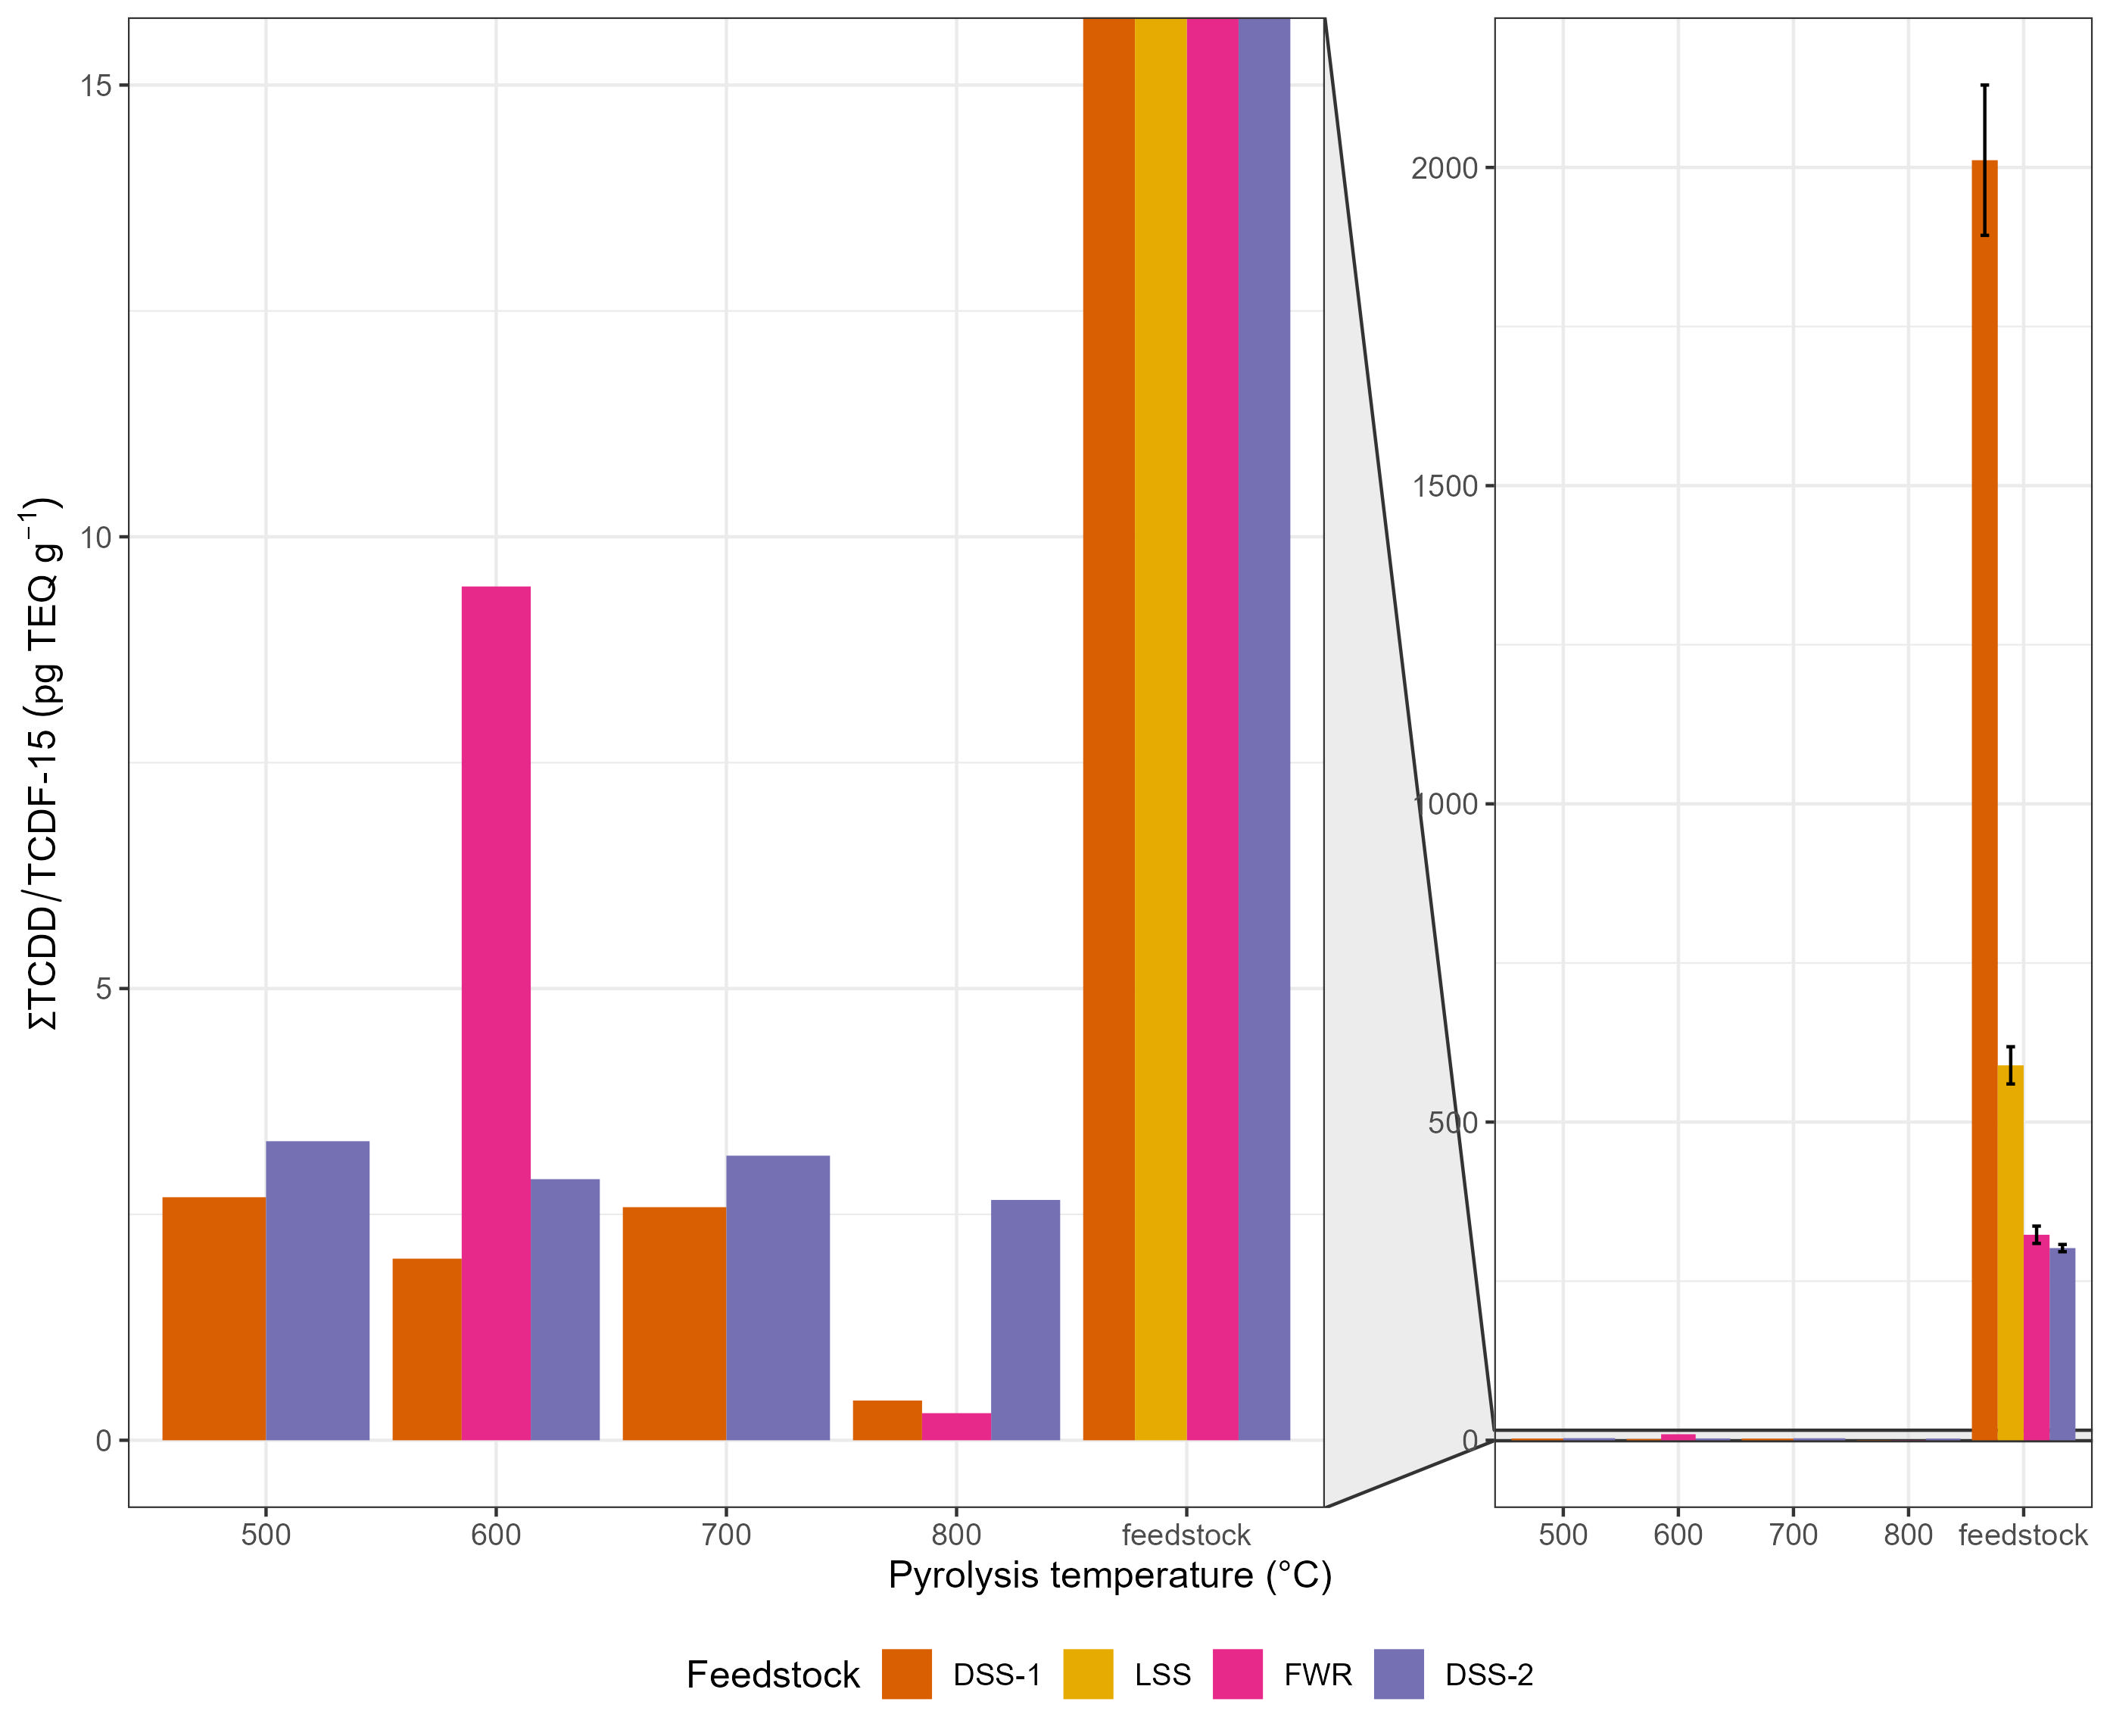 ΣTCDD/TCDF-15 (pg TEQ g⁻¹)
15
10
5
0
500 600 700 800 feedstock
2000
1500
1000
500
0
500 600 700 800 feedstock
Pyrolysis temperature (°C)
Feedstock DSS-1 LSS FWR DSS-2